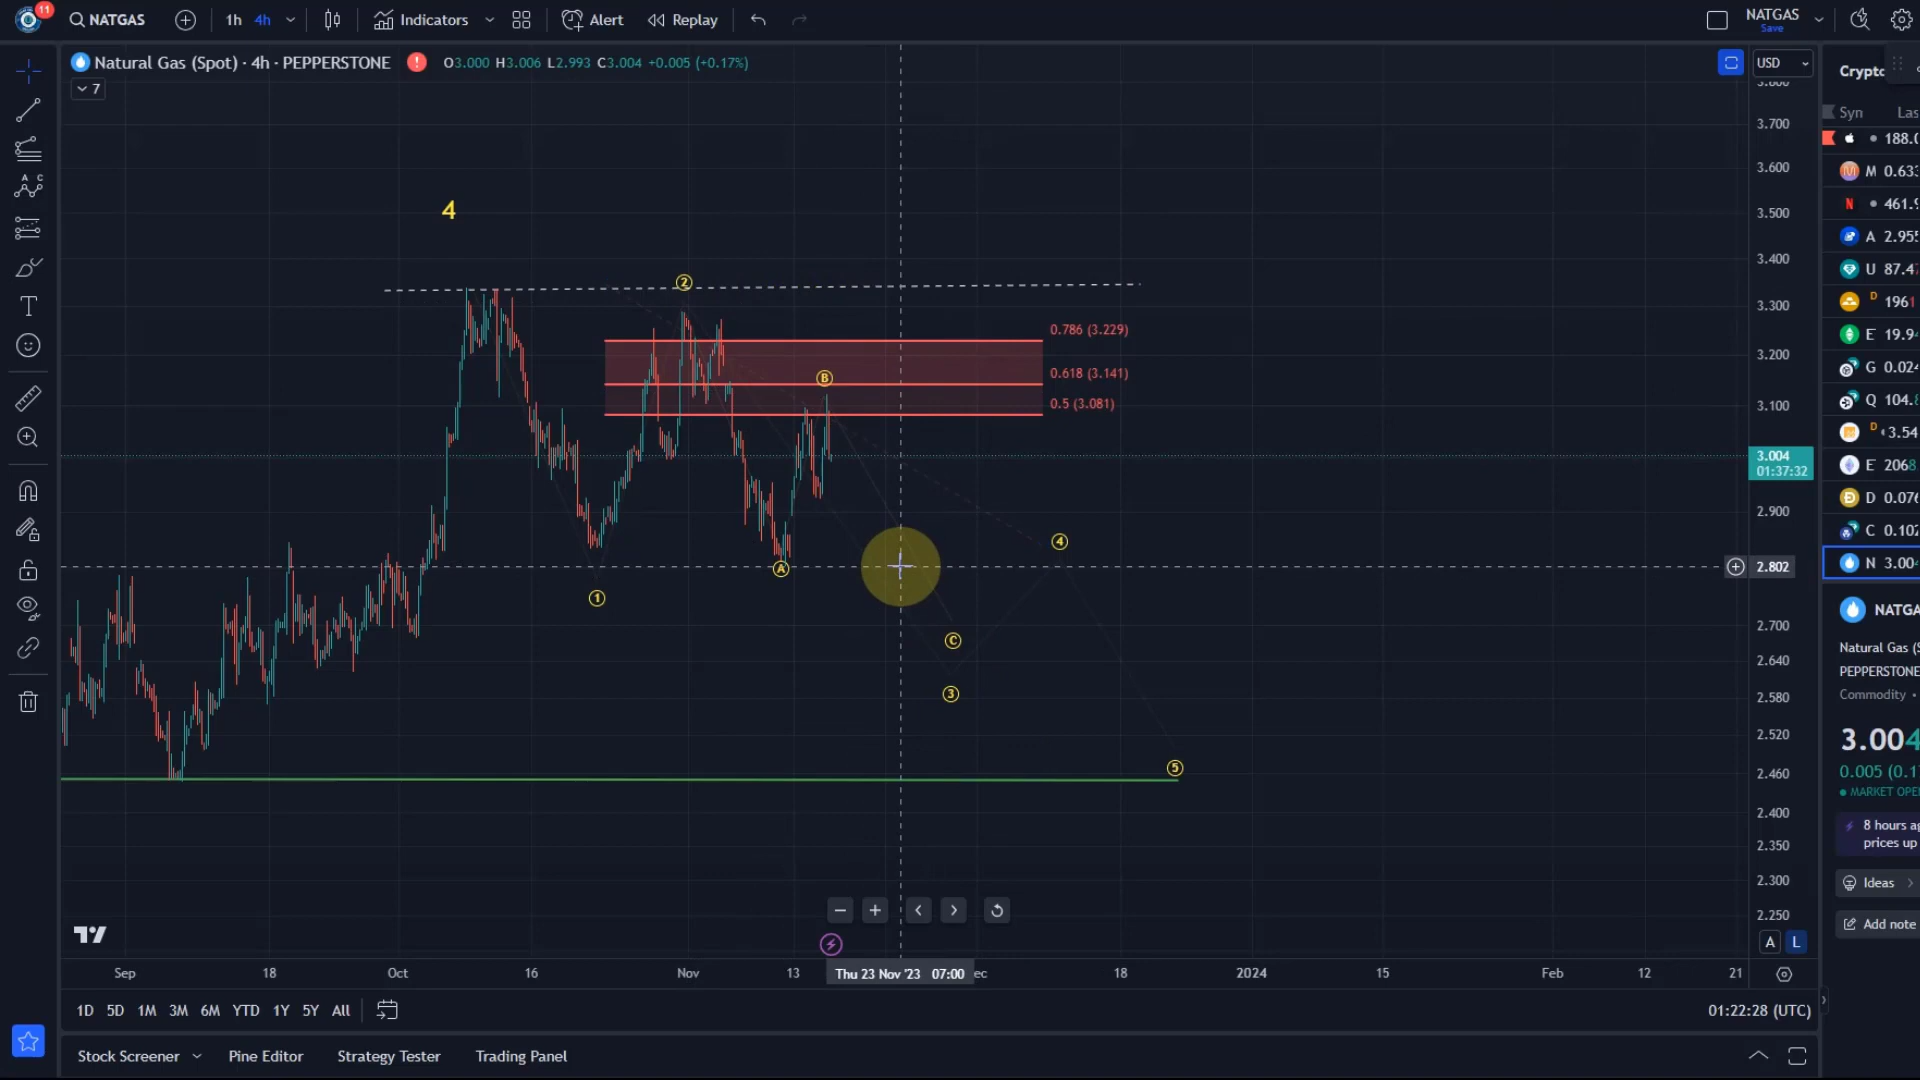 11
NATGAS
1h 4h
Indicators
Alert
Replay
NATGAS
Save
Natural Gas (Spot) · 4h · PEPPERSTONE
O3.000 H3.006 L2.993 C3.004 +0.005 (+0.17%)
USD
7
3.700
3.600
3.500
3.400
3.300
3.200
3.100
3.004
01:37:32
2.900
2.802
2.700
2.640
2.580
2.520
2.460
2.400
2.350
2.300
2.250
4
2
0.786 (3.229)
0.618 (3.141)
0.5 (3.081)
B
A
1
4
C
3
5
A L
Sep 18 Oct 16 Nov 13 Thu 23 Nov '23 07:00 18 2024 15 Feb 12 21
1D 5D 1M 3M 6M YTD 1Y 5Y All
01:22:28 (UTC)
Stock Screener
Pine Editor
Strategy Tester
Trading Panel
M
N
A
U
D
E
G
Q
D
E
D
C
N
Natural Gas
PEPPERSTONE
Commodity
3.004
MARKET
8 hours
prices up
Ideas
Add note